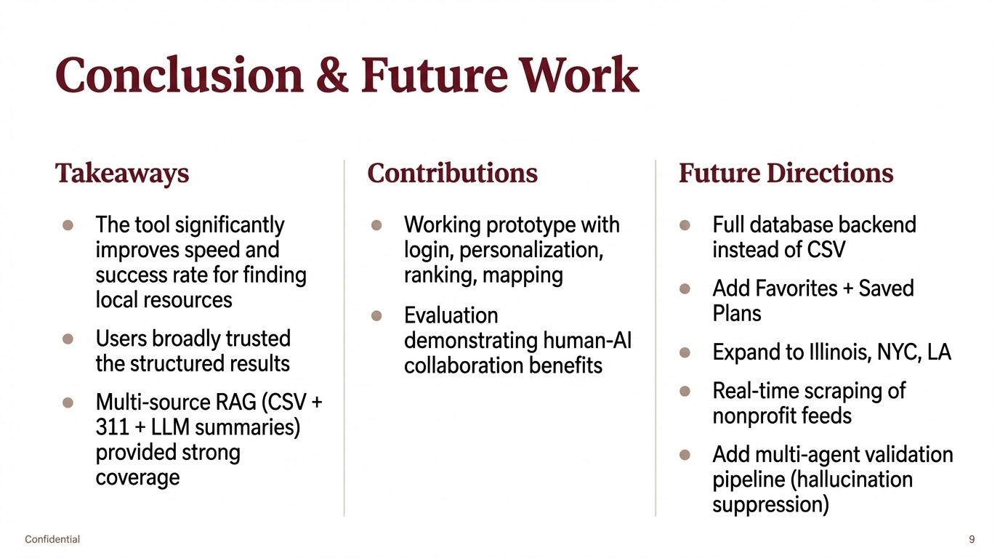 Conclusion & Future Work
Takeaways
● The tool significantly
improves speed and
success rate for finding
local resources
● Users broadly trusted
the structured results
● Multi-source RAG (CSV +
311 + LLM summaries)
provided strong
coverage
Contributions
● Working prototype with
login, personalization,
ranking, mapping
● Evaluation
demonstrating human-AI
collaboration benefits
Future Directions
● Full database backend
instead of CSV
● Add Favorites + Saved
Plans
● Expand to Illinois, NYC, LA
● Real-time scraping of
nonprofit feeds
● Add multi-agent validation
pipeline (hallucination
suppression)
Confidential
9